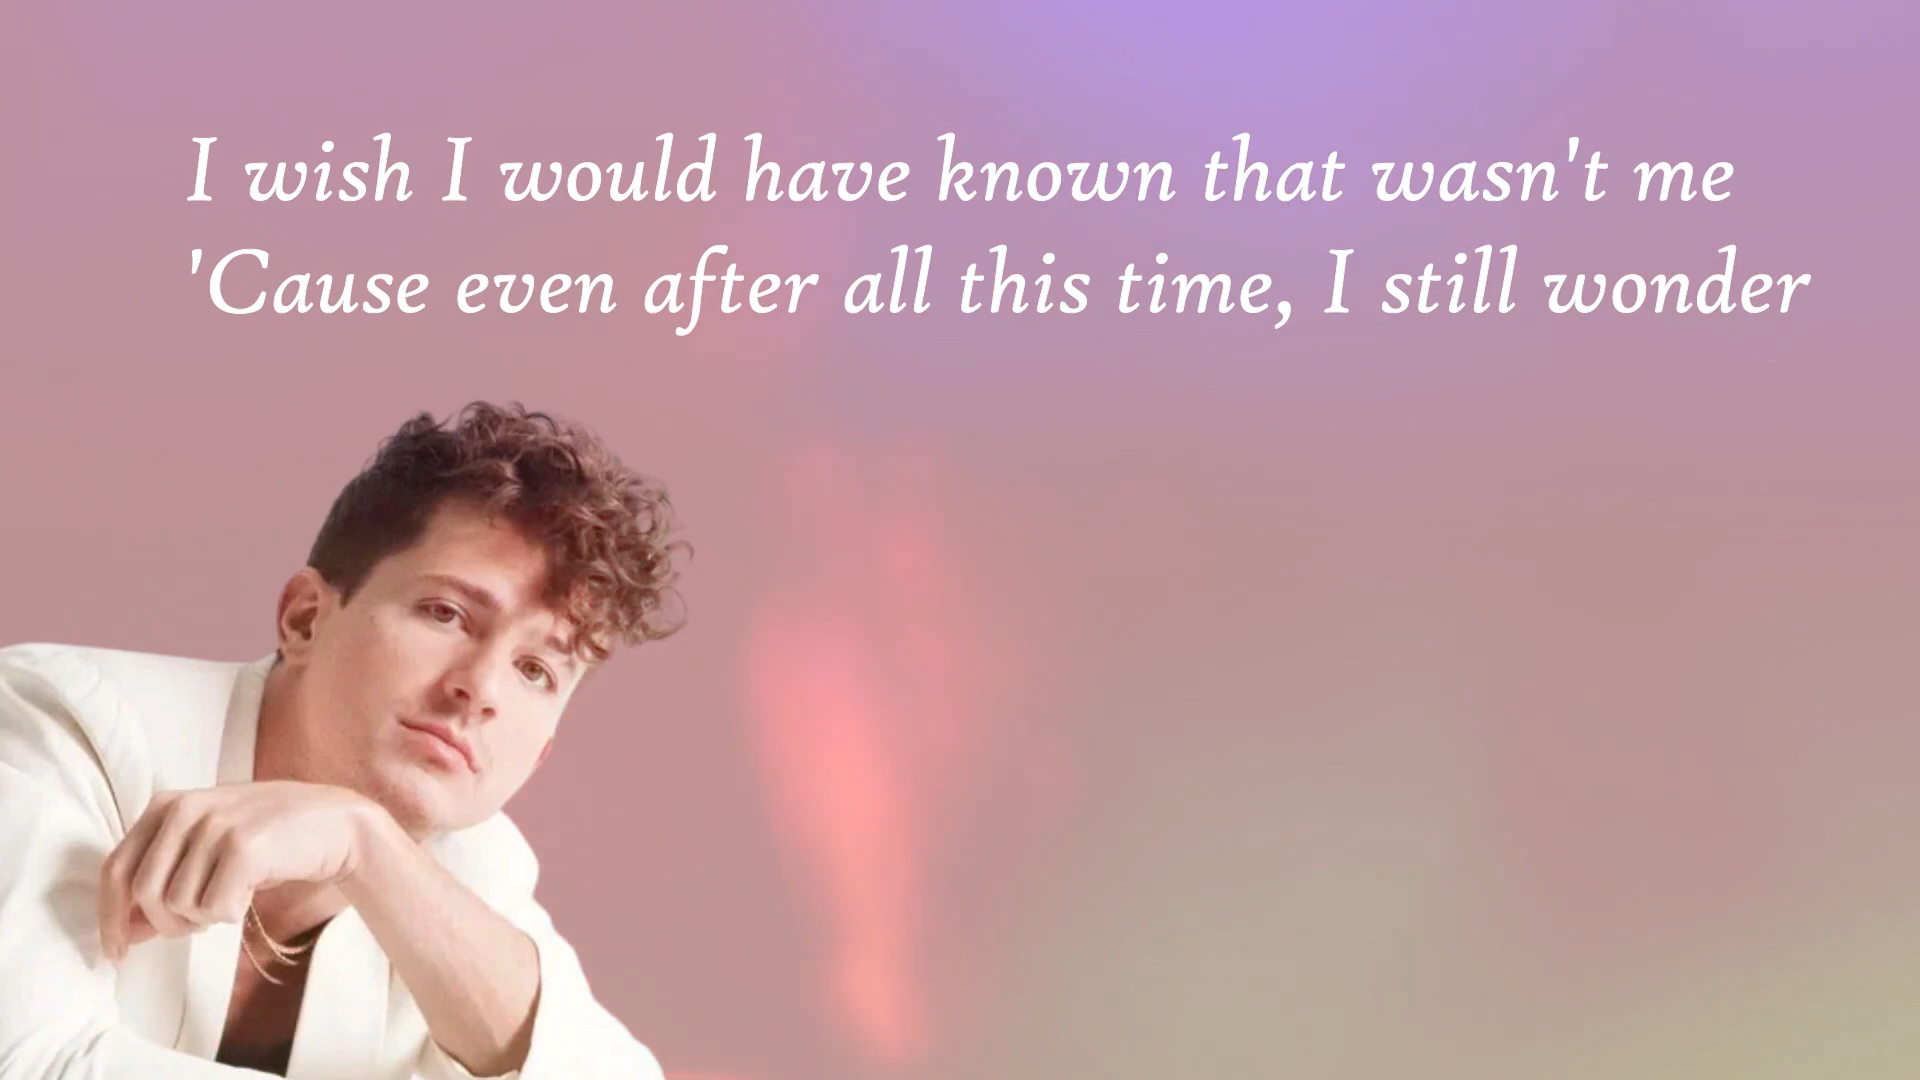 I wish I would have known that wasn't me
'Cause even after all this time, I still wonder